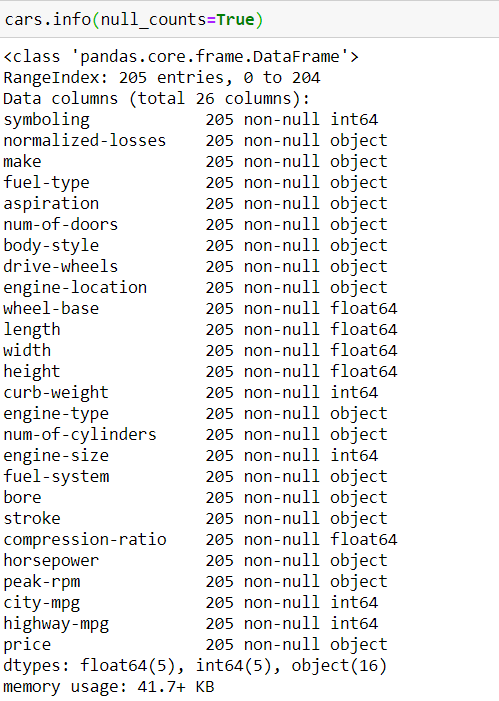 cars.info(null_counts=True)
<class 'pandas.core.frame.DataFrame'>
RangeIndex: 205 entries, 0 to 204
Data columns (total 26 columns):
symboling            205 non-null int64
normalized-losses    205 non-null object
make                 205 non-null object
fuel-type            205 non-null object
aspiration           205 non-null object
num-of-doors         205 non-null object
body-style           205 non-null object
drive-wheels         205 non-null object
engine-location      205 non-null object
wheel-base           205 non-null float64
length               205 non-null float64
width                205 non-null float64
height               205 non-null float64
curb-weight          205 non-null int64
engine-type          205 non-null object
num-of-cylinders     205 non-null object
engine-size          205 non-null int64
fuel-system          205 non-null object
bore                 205 non-null object
stroke               205 non-null object
compression-ratio    205 non-null float64
horsepower           205 non-null object
peak-rpm             205 non-null object
city-mpg             205 non-null int64
highway-mpg          205 non-null int64
price                205 non-null object
dtypes: float64(5), int64(5), object(16)
memory usage: 41.7+ KB